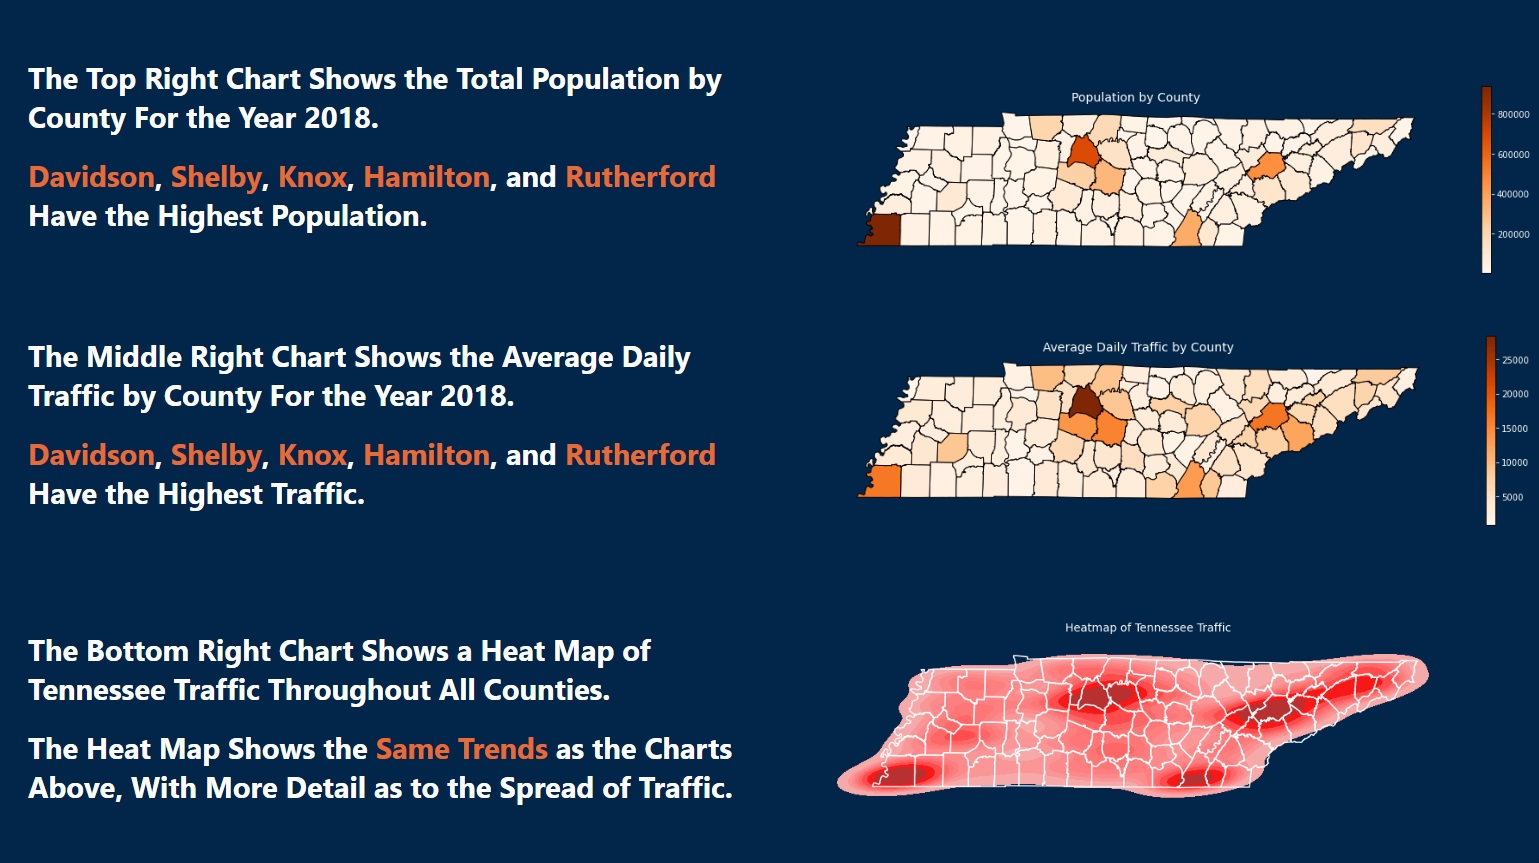 The Top Right Chart Shows the Total Population by
County For the Year 2018.
Davidson, Shelby, Knox, Hamilton, and Rutherford
Have the Highest Population.
Population by County
800000
600000
400000
200000
The Middle Right Chart Shows the Average Daily
Traffic by County For the Year 2018.
Davidson, Shelby, Knox, Hamilton, and Rutherford
Have the Highest Traffic.
Average Daily Traffic by County
25000
20000
15000
10000
5000
The Bottom Right Chart Shows a Heat Map of
Tennessee Traffic Throughout All Counties.
The Heat Map Shows the Same Trends as the Charts
Above, With More Detail as to the Spread of Traffic.
Heatmap of Tennessee Traffic